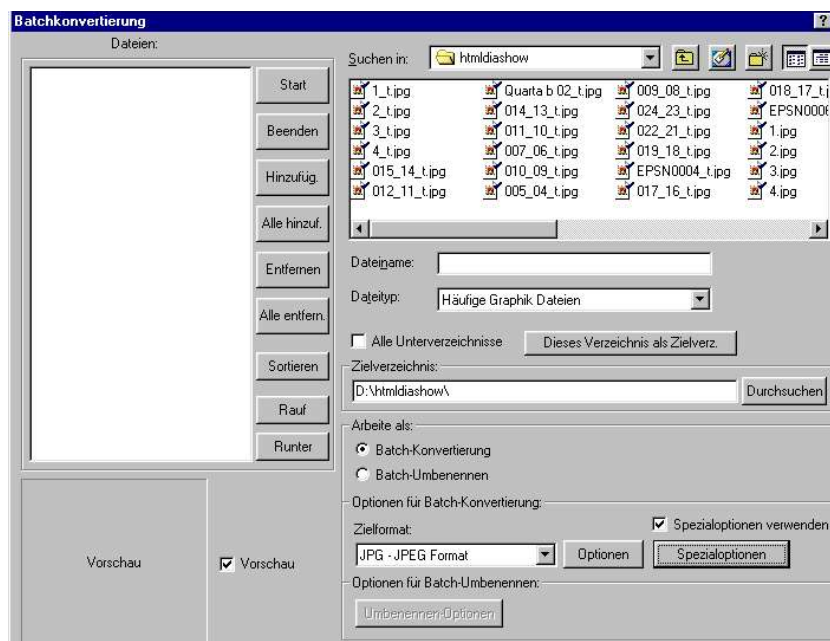 Batchkonvertierung
?
Dateien:
Start
Beenden
Hinzufüg.
Alle hinzuf.
Entfernen
Alle entfern.
Sortieren
Rauf
Runter
Vorschau
Vorschau
Suchen in: htmldiashow
1_t.jpg Quarta b 02_t.jpg 009_08_t.jpg 018_17_t.j
2_t.jpg 014_13_t.jpg 024_23_t.jpg EPSN0006
3_t.jpg 011_10_t.jpg 022_21_t.jpg 1.jpg
4_t.jpg 007_06_t.jpg 019_18_t.jpg 2.jpg
015_14_t.jpg 010_09_t.jpg EPSN0004_t.jpg 3.jpg
012_11_t.jpg 005_04_t.jpg 017_16_t.jpg 4.jpg
Dateiname:
Dateityp: Häufige Graphik Dateien
Alle Unterverzeichnisse Dieses Verzeichnis als Zielverz.
Zielverzeichnis:
D:\htmldiashow\ Durchsuchen
Arbeite als:
Batch-Konvertierung
Batch-Umbenennen
Optionen für Batch-Konvertierung:
Spezialoptionen verwenden
Zielformat:
JPG - JPEG Format Optionen Spezialoptionen
Optionen für Batch-Umbenennen:
Umbenennen-Optionen